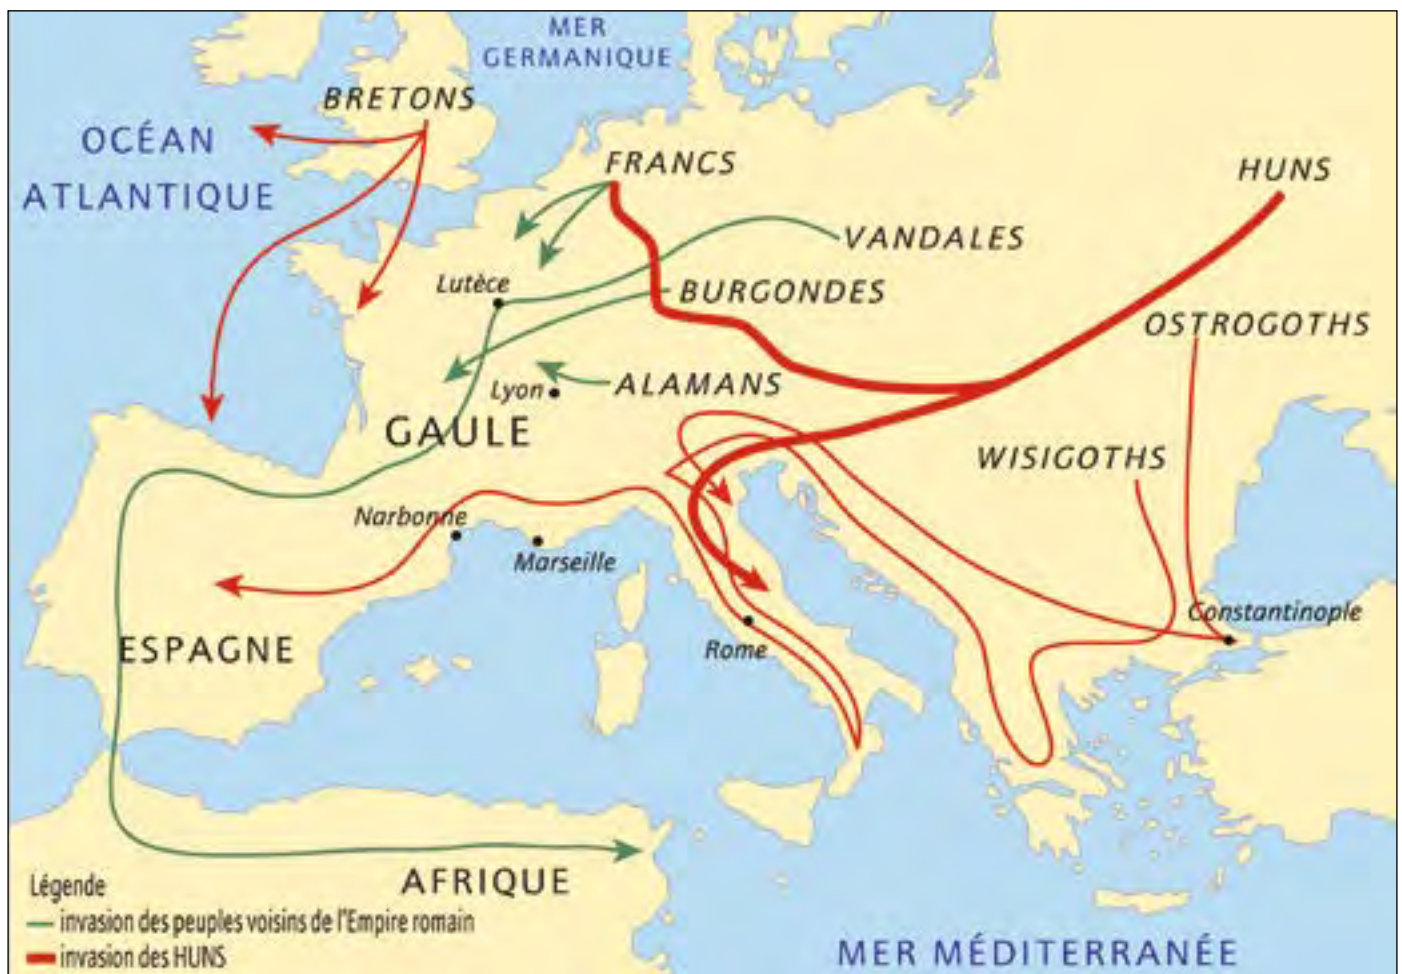 MER
GERMANIQUE
BRETONS
OCÉAN
ATLANTIQUE
FRANCS
HUNS
VANDALES
Lutèce
BURGONDES
OSTROGOTHS
Lyon
ALAMANS
GAULE
WISIGOTHS
Narbonne
Marseille
Constantinople
ESPAGNE
Rome
AFRIQUE
Légende
invasion des peuples voisins de l'Empire romain
invasion des HUNS
MER MÉDITERRANÉE